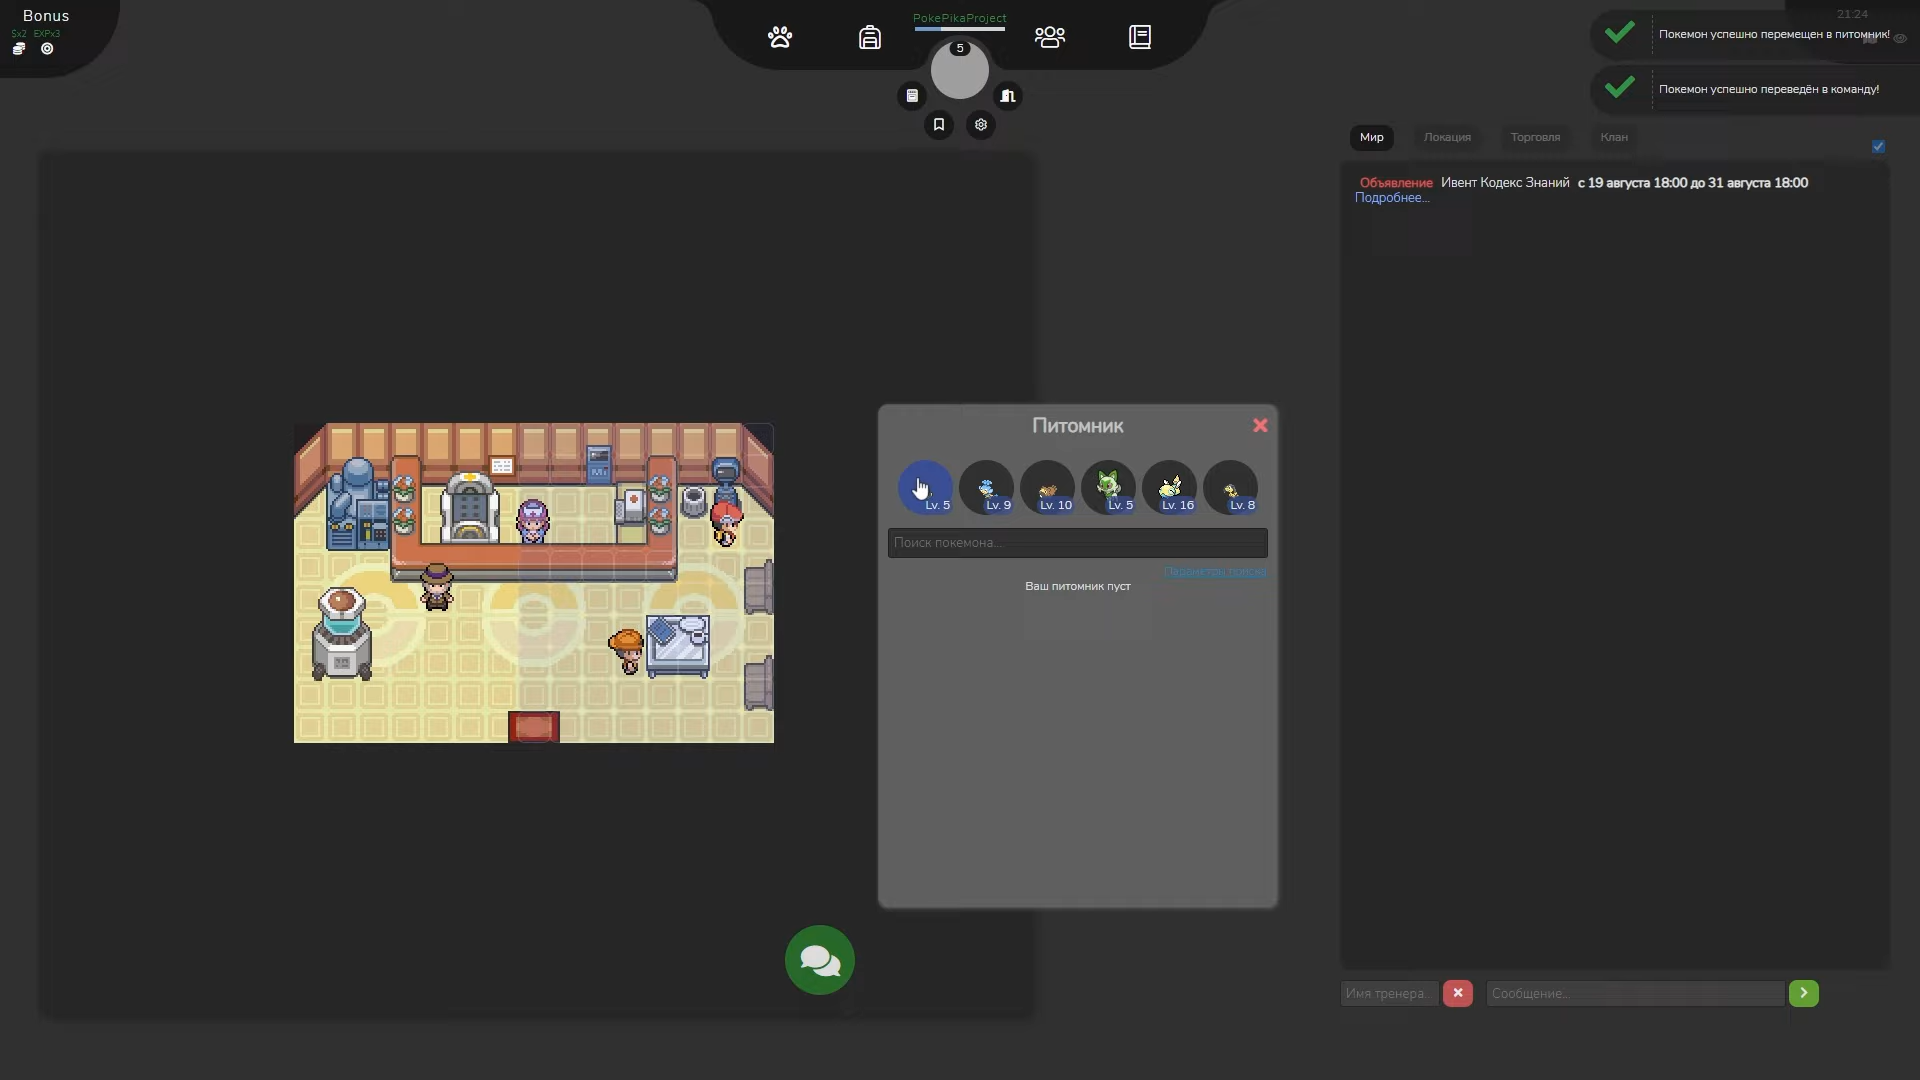 Bonus
$x2 EXPx3
PokePikaProject
5
21:24
Покемон успешно перемещен в питомник!
Покемон успешно переведён в команду!
Мир
Локация
Торговля
Клан
Объявление Ивент Кодекс Знаний с 19 августа 18:00 до 31 августа 18:00
Подробнее...
Питомник
Lv. 5
Lv. 9
Lv. 10
Lv. 5
Lv. 16
Lv. 8
Поиск покемона...
Параметры поиска
Ваш питомник пуст
Имя тренера
Сообщение...